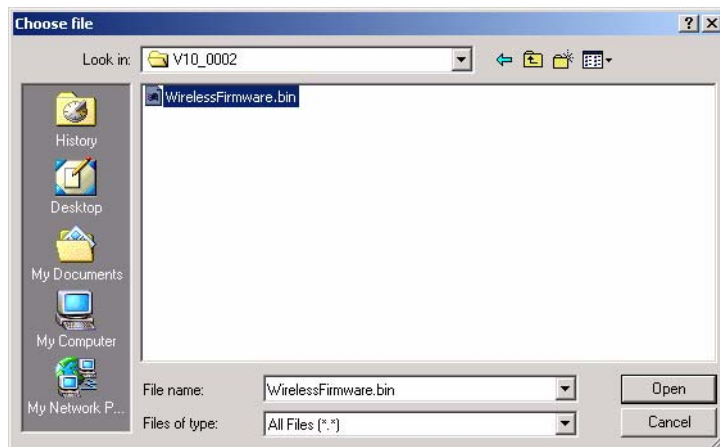 Choose file
Look in: V10_0002
WirelessFirmware.bin
History
Desktop
My Documents
My Computer
My Network P...
File name: WirelessFirmware.bin Open
Files of type: All Files (*.*) Cancel